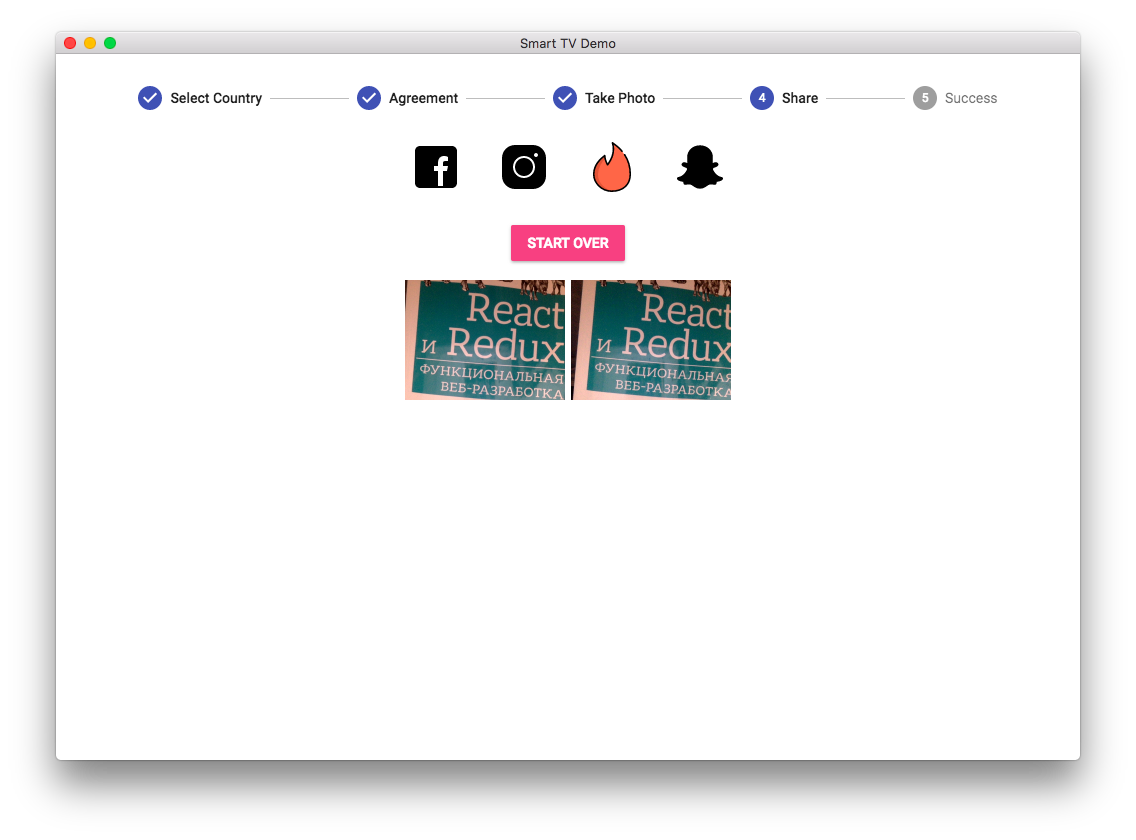 Smart TV Demo
Select Country
Agreement
Take Photo
4 Share
5 Success
START OVER
React
и Redux
ФУНКЦИОНАЛЬНАЯ
ВЕБ-РАЗРАБОТКА
React
и Redux
ФУНКЦИОНАЛЬНАЯ
ВЕБ-РАЗРАБОТКА